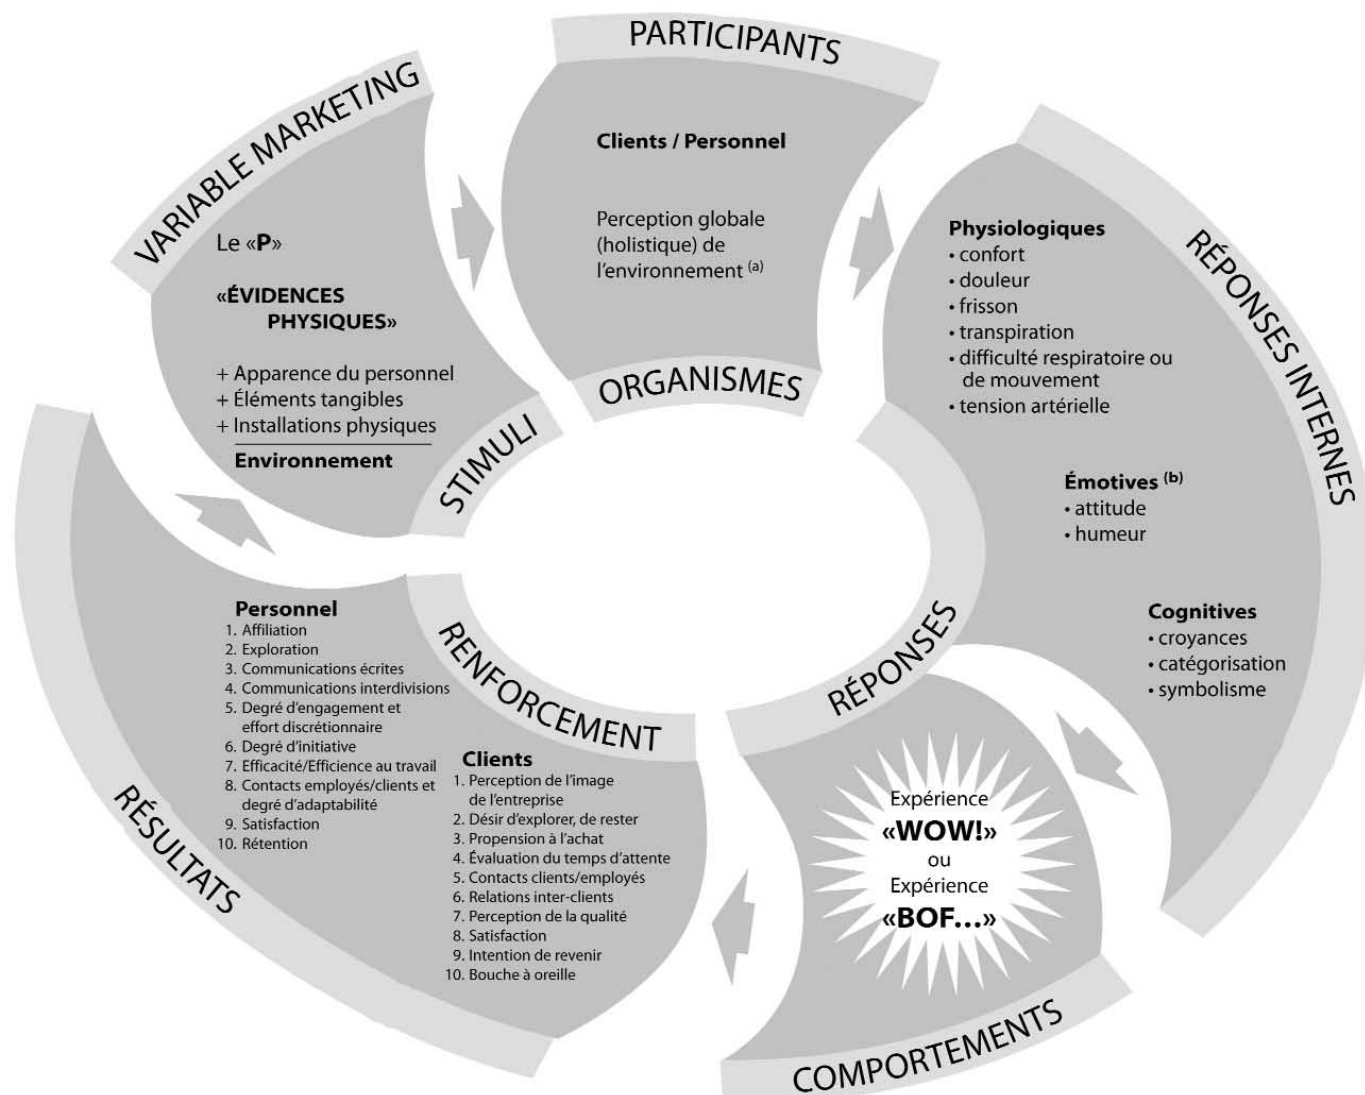 VARIABLE MARKETING
Le «P»
«ÉVIDENCES
PHYSIQUES»
+ Apparence du personnel
+ Éléments tangibles
+ Installations physiques
Environnement
STIMULI
PARTICIPANTS
Clients / Personnel
Perception globale
(holistique) de
l’environnement (a)
ORGANISMES
RÉPONSES INTERNES
Physiologiques
• confort
• douleur
• frisson
• transpiration
• difficulté respiratoire ou
de mouvement
• tension artérielle
Émotives (b)
• attitude
• humeur
Cognitives
• croyances
• catégorisation
• symbolisme
RÉPONSES
Expérience
«WOW!»
ou
Expérience
«BOF...»
COMPORTEMENTS
RENFORCEMENT
Personnel
1. Affiliation
2. Exploration
3. Communications écrites
4. Communications interdivisions
5. Degré d’engagement et
effort discrétionnaire
6. Degré d’initiative
7. Efficacité/Efficience au travail
8. Contacts employés/clients et
degré d’adaptabilité
9. Satisfaction
10. Rétention
Clients
1. Perception de l’image
de l’entreprise
2. Désir d’explorer, de rester
3. Propension à l’achat
4. Évaluation du temps d’attente
5. Contacts clients/employés
6. Relations inter-clients
7. Perception de la qualité
8. Satisfaction
9. Intention de revenir
10. Bouche à oreille
RÉSULTATS